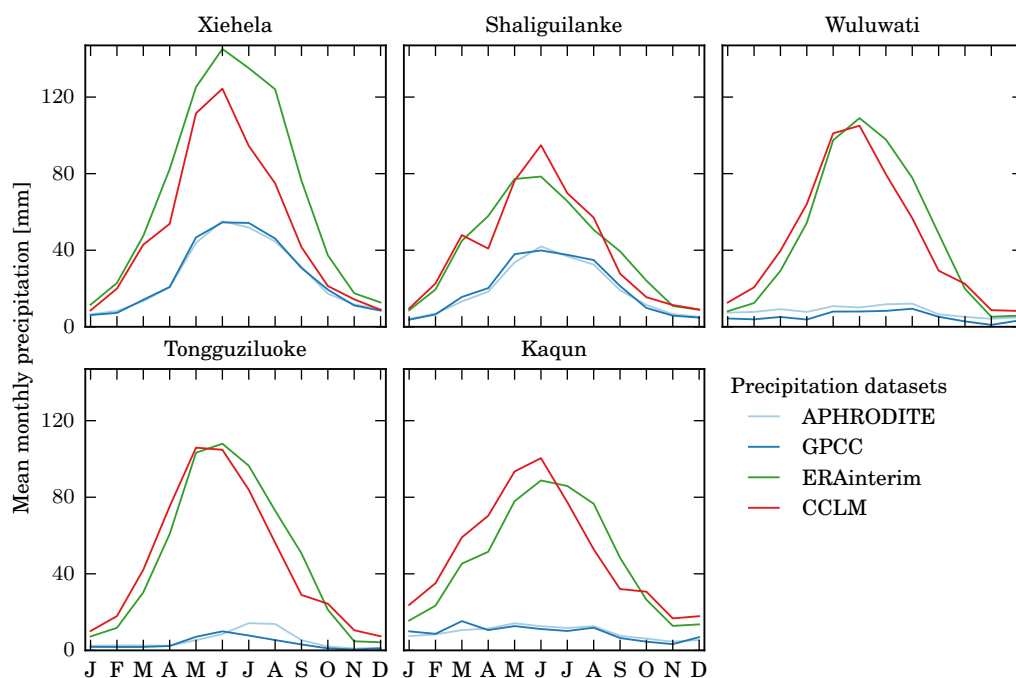 Xiehela
Shaliguilanke
Wuluwati
Mean monthly precipitation [mm]
120
80
40
0
Tongguziluoke
Kaqun
120
80
40
0
J F M A M J J A S O N D
J F M A M J J A S O N D
Precipitation datasets
APHRODITE
GPCC
ERAinterim
CCLM